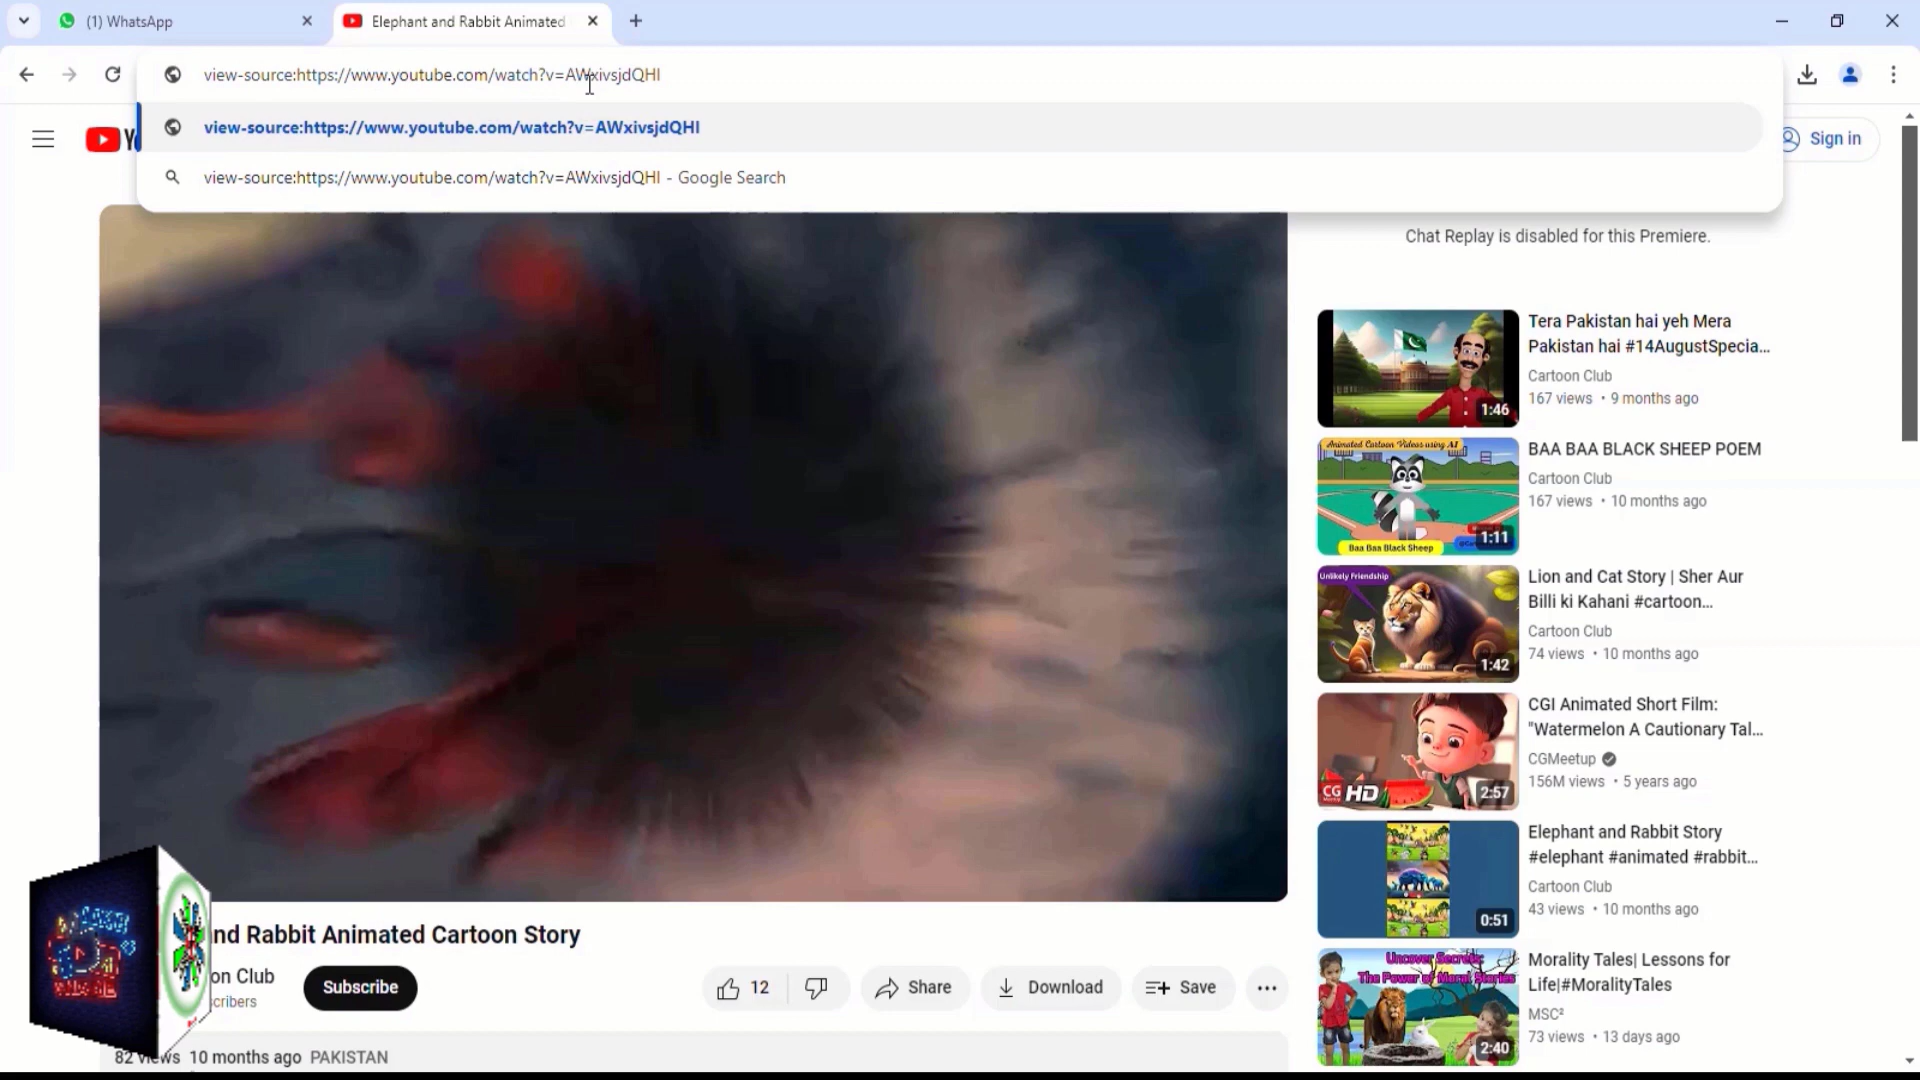 (1) WhatsApp
Elephant and Rabbit Animated
view-source:https://www.youtube.com/watch?v=AWxivsjdQHI
view-source:https://www.youtube.com/watch?v=AWxivsjdQHI
view-source:https://www.youtube.com/watch?v=AWxivsjdQHI - Google Search
Sign in
Chat Replay is disabled for this Premiere.
Tera Pakistan hai yeh Mera
Pakistan hai #14AugustSpecia...
Cartoon Club
167 views • 9 months ago
1:46
Animated Cartoon Videos using AI
Baa Baa Black Sheep
1:11
BAA BAA BLACK SHEEP POEM
Cartoon Club
167 views • 10 months ago
Unlikely Friendship
1:42
Lion and Cat Story | Sher Aur
Billi ki Kahani #cartoon...
Cartoon Club
74 views • 10 months ago
CG
HD
2:57
CGI Animated Short Film:
"Watermelon A Cautionary Tal...
CGMeetup
156M views • 5 years ago
0:51
Elephant and Rabbit Story
#elephant #animated #rabbit...
Cartoon Club
43 views • 10 months ago
Uncover Secrets:
The Power of Moral Stories
2:40
Morality Tales| Lessons for
Life|#MoralityTales
MSC²
73 views • 13 days ago
nd Rabbit Animated Cartoon Story
on Club
cribers
Subscribe
12
Share
Download
Save
82 views 10 months ago PAKISTAN